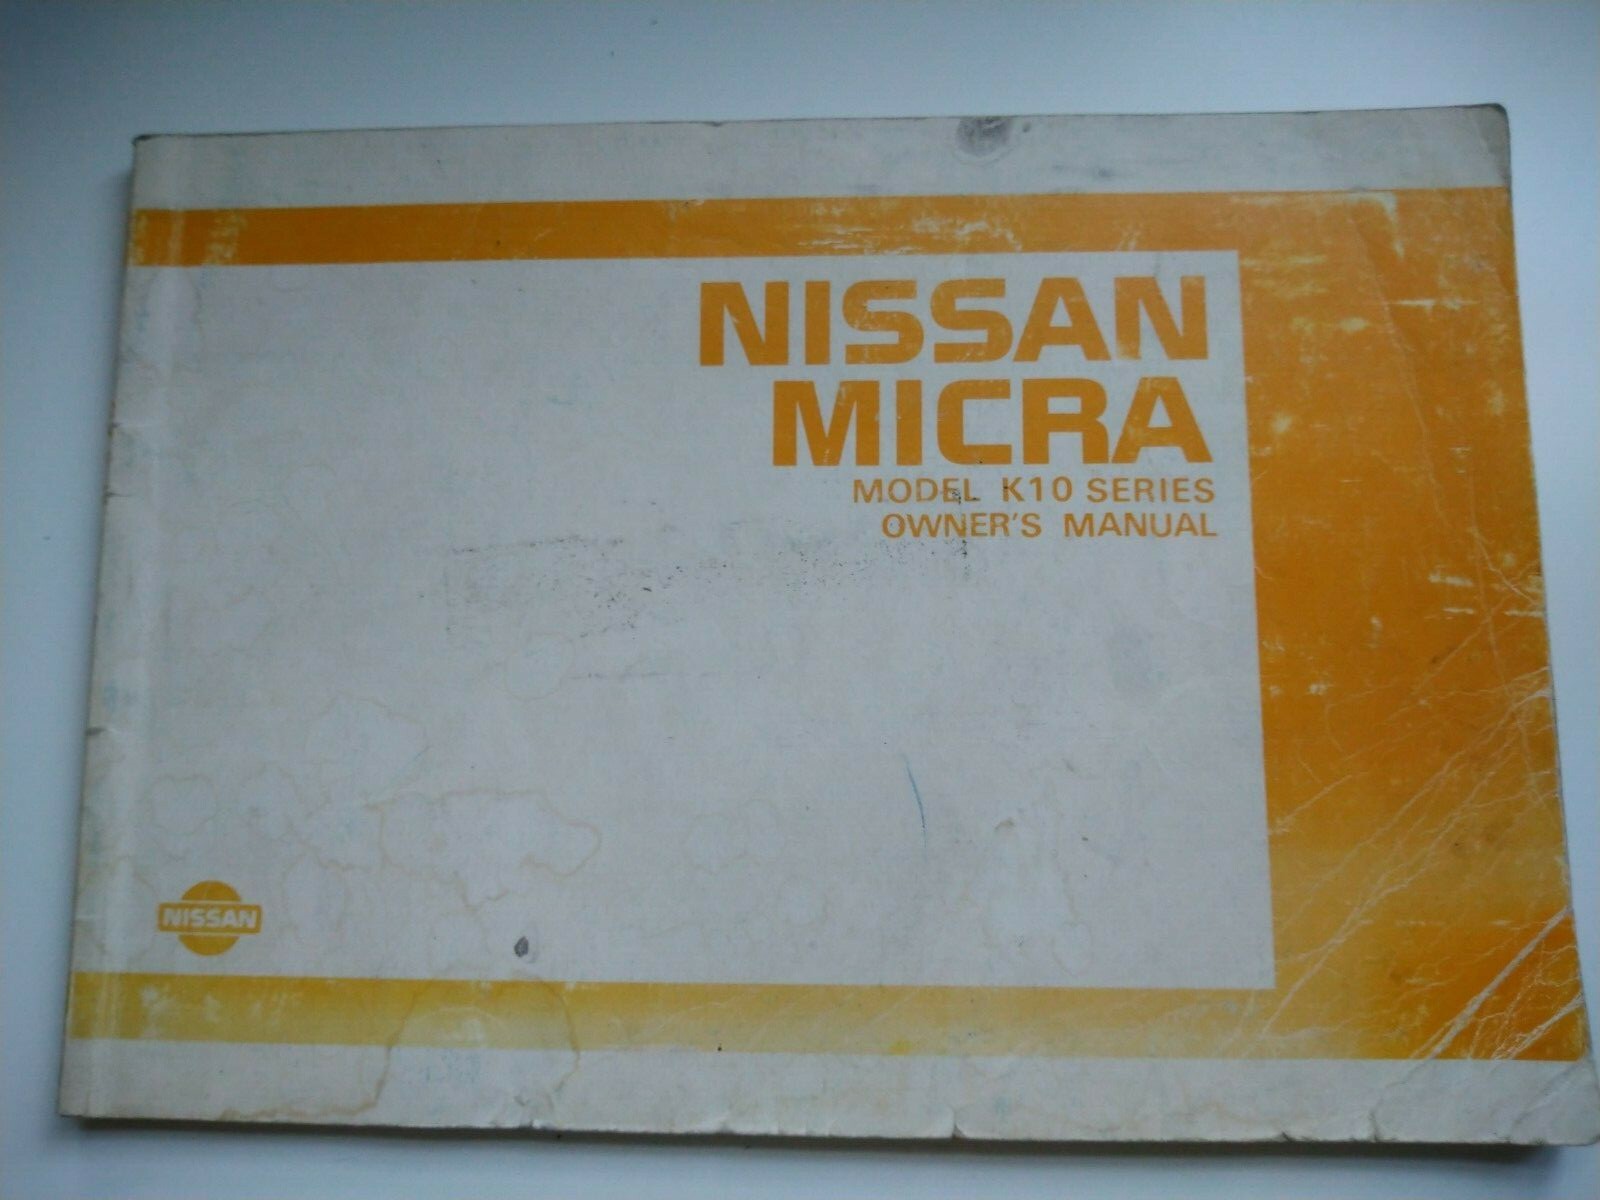 NISSAN
MICRA
MODEL K10 SERIES
OWNER'S MANUAL
NISSAN